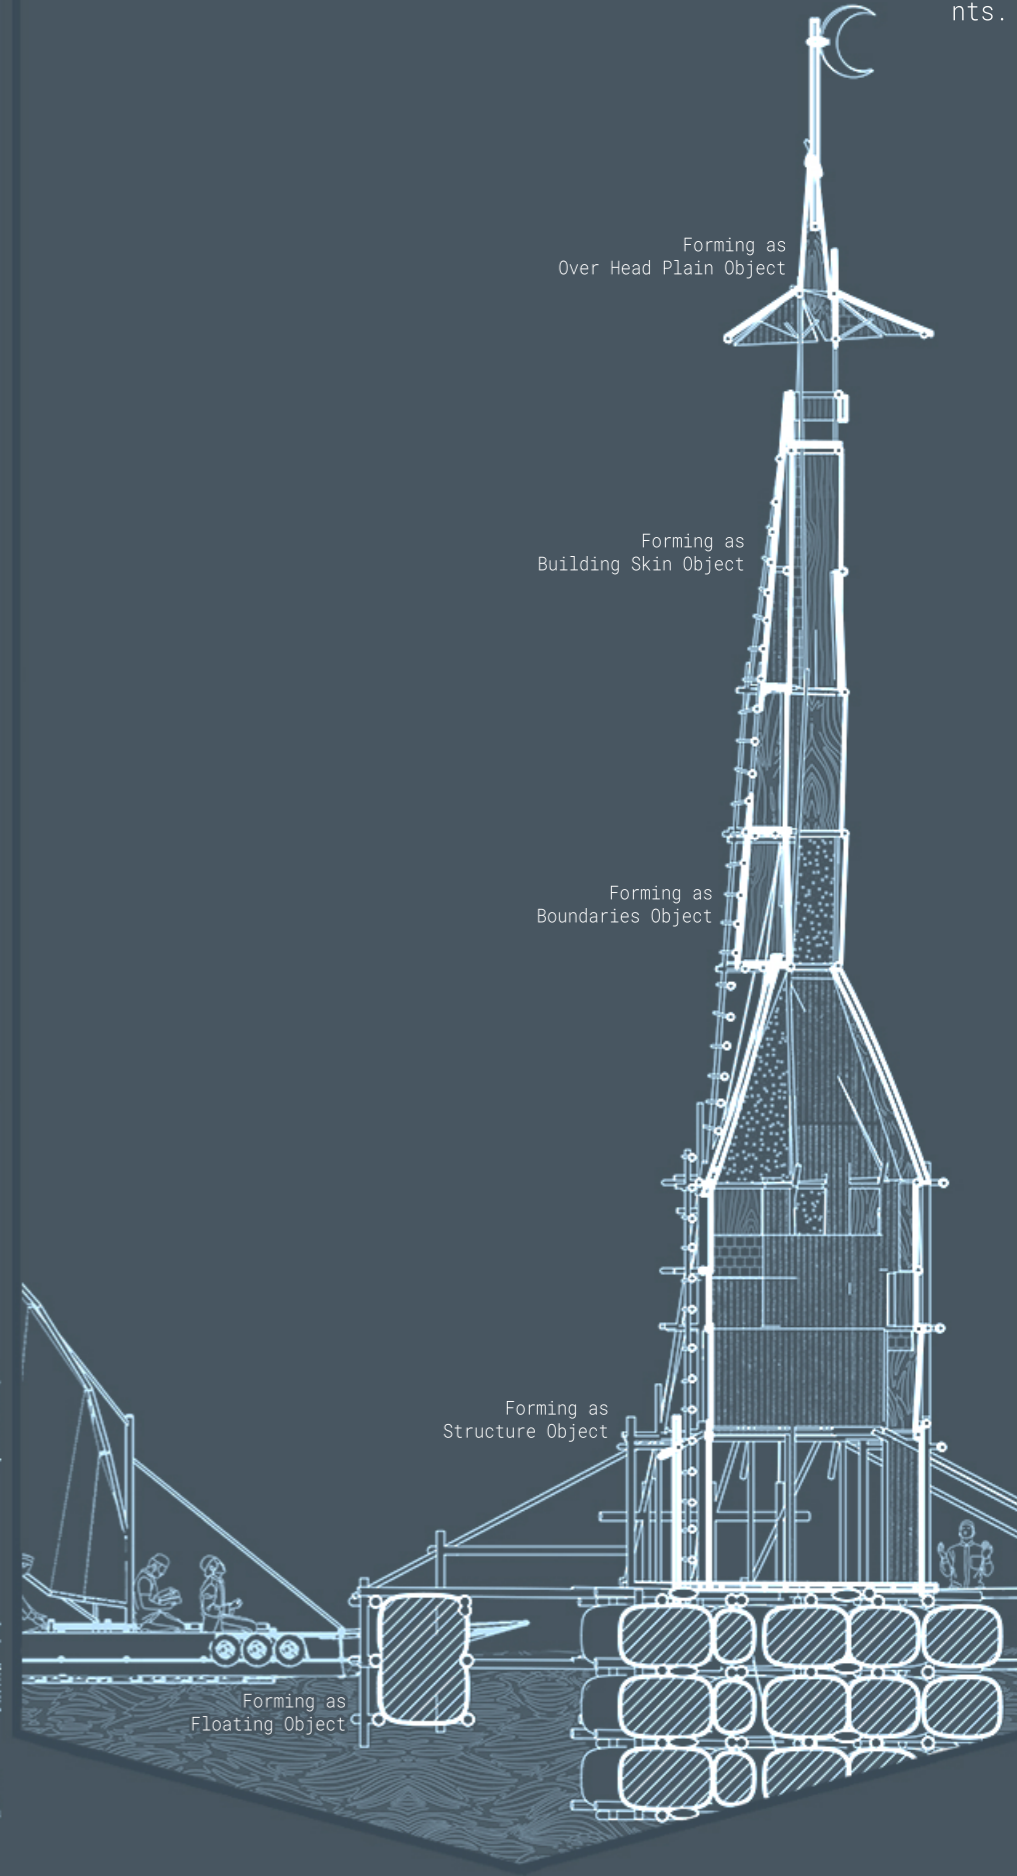 nts.
Forming as
Over Head Plain Object
Forming as
Building Skin Object
Forming as
Boundaries Object
Forming as
Structure Object
Forming as
Floating Object